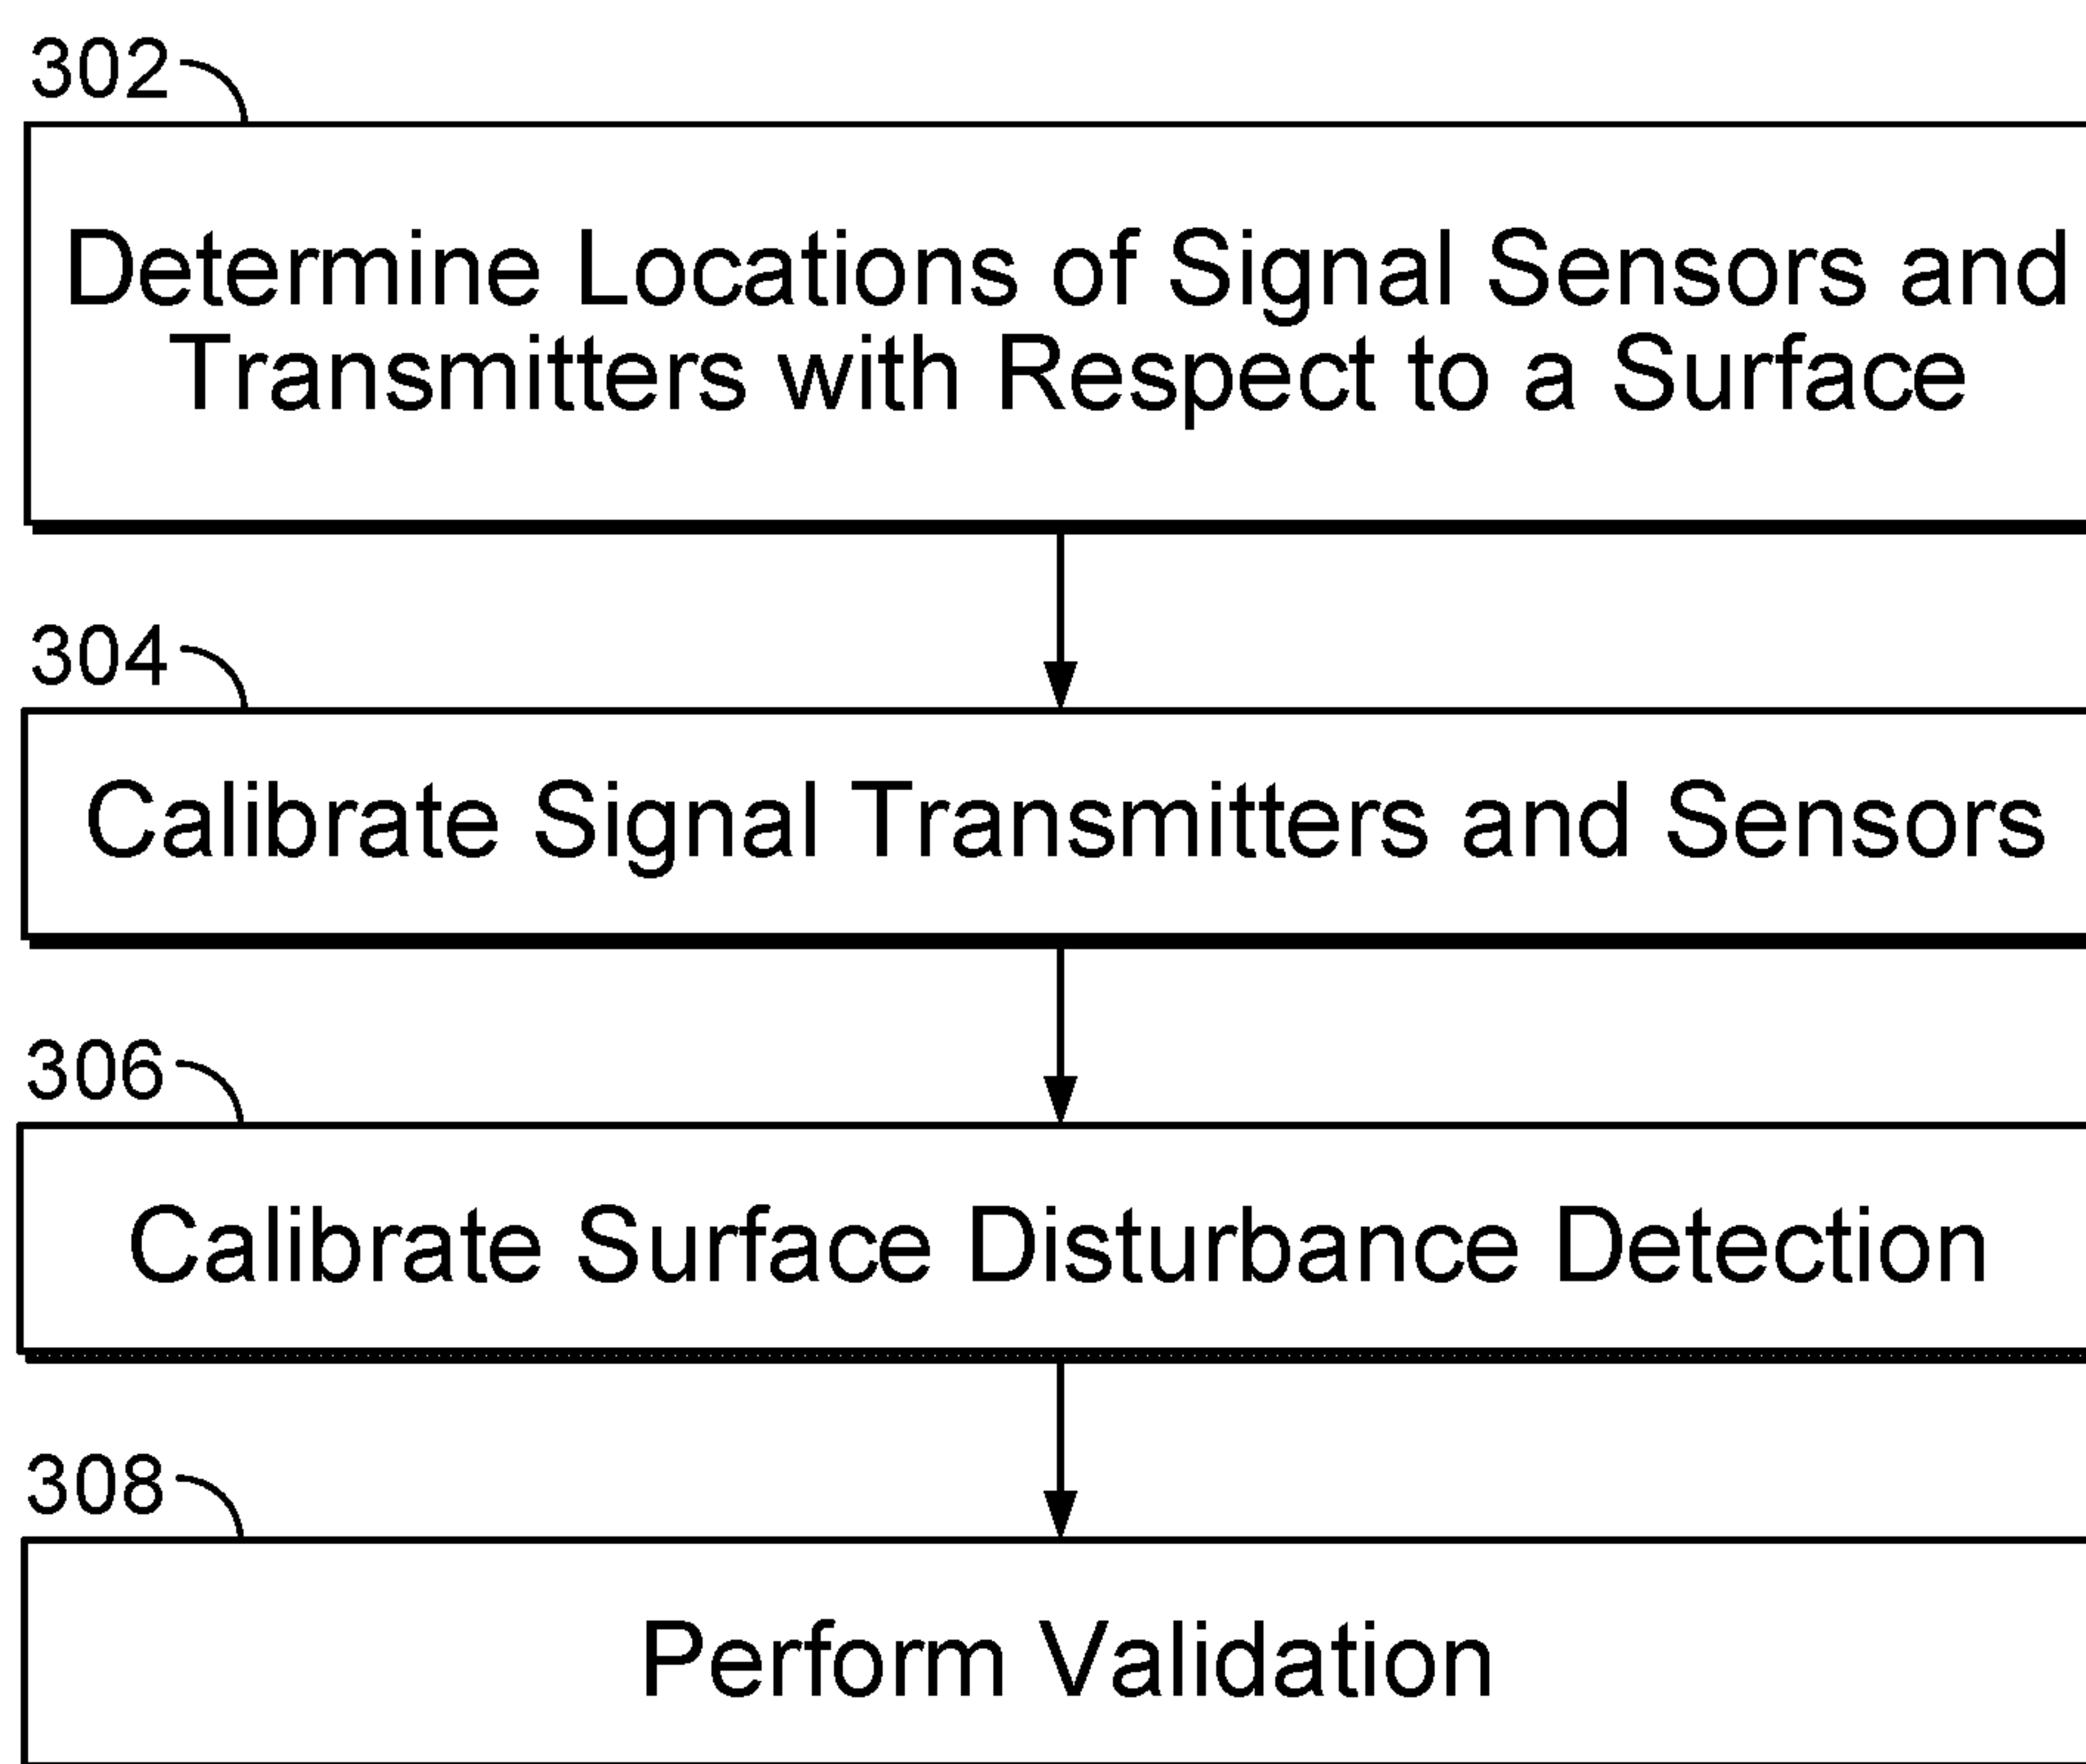 302
Determine Locations of Signal Sensors and
Transmitters with Respect to a Surface
304
Calibrate Signal Transmitters and Sensors
306
Calibrate Surface Disturbance Detection
308
Perform Validation